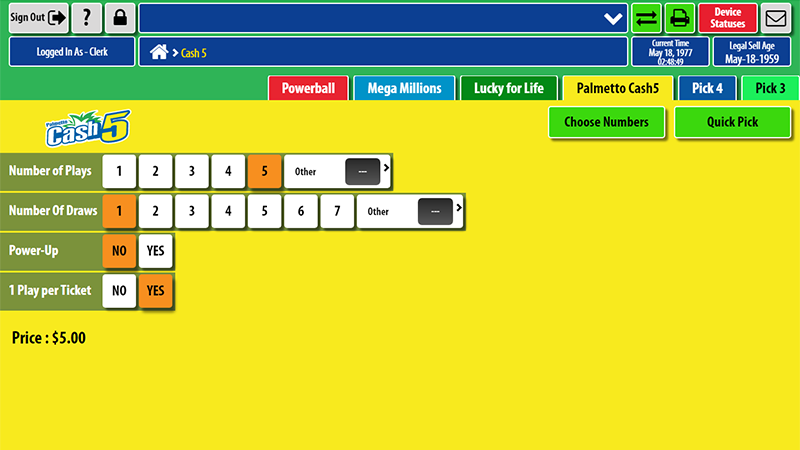 Sign Out
?
Device Statuses
Logged In As - Clerk
> Cash 5
Current Time
May 18, 1977
02:48:49
Legal Sell Age
May-18-1959
Powerball
Mega Millions
Lucky for Life
Palmetto Cash5
Pick 4
Pick 3
Palmetto
Cash 5
Choose Numbers
Quick Pick
Number of Plays 1 2 3 4 5 Other --- >
Number Of Draws 1 2 3 4 5 6 7 Other --- >
Power-Up NO YES
1 Play per Ticket NO YES
Price : $5.00